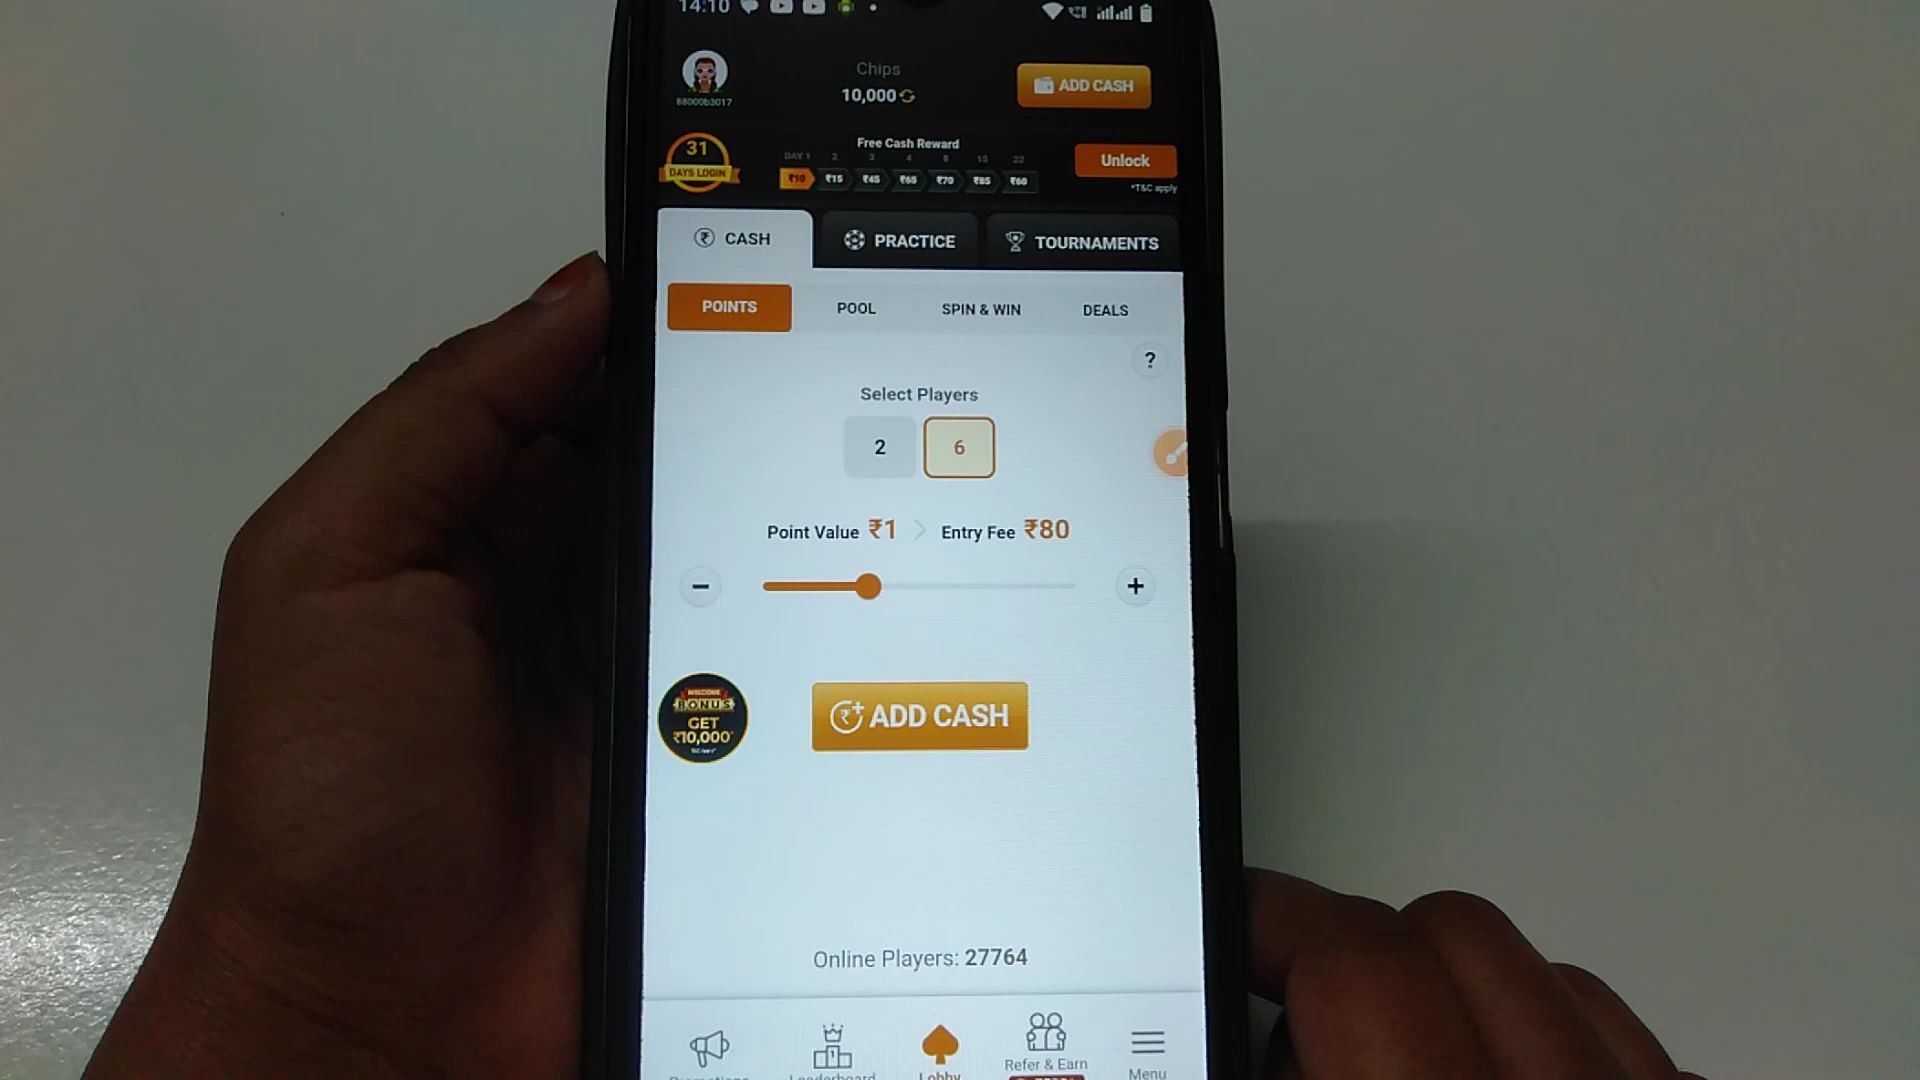 14:10
Chips
10,000
ADD CASH
88000b3017
31
DAYS LOGIN
Free Cash Reward
DAY 1 2 3 4 8 15 22
₹10 ₹15 ₹45 ₹65 ₹70 ₹85 ₹60
Unlock
*T&C apply
₹ CASH
PRACTICE
TOURNAMENTS
POINTS
POOL
SPIN & WIN
DEALS
?
Select Players
2
6
Point Value ₹1
Entry Fee ₹80
WELCOME
BONUS
GET
₹10,000*
₹ ADD CASH
Online Players: 27764
Promotions
1
Leaderboard
Lobby
Refer & Earn
Menu